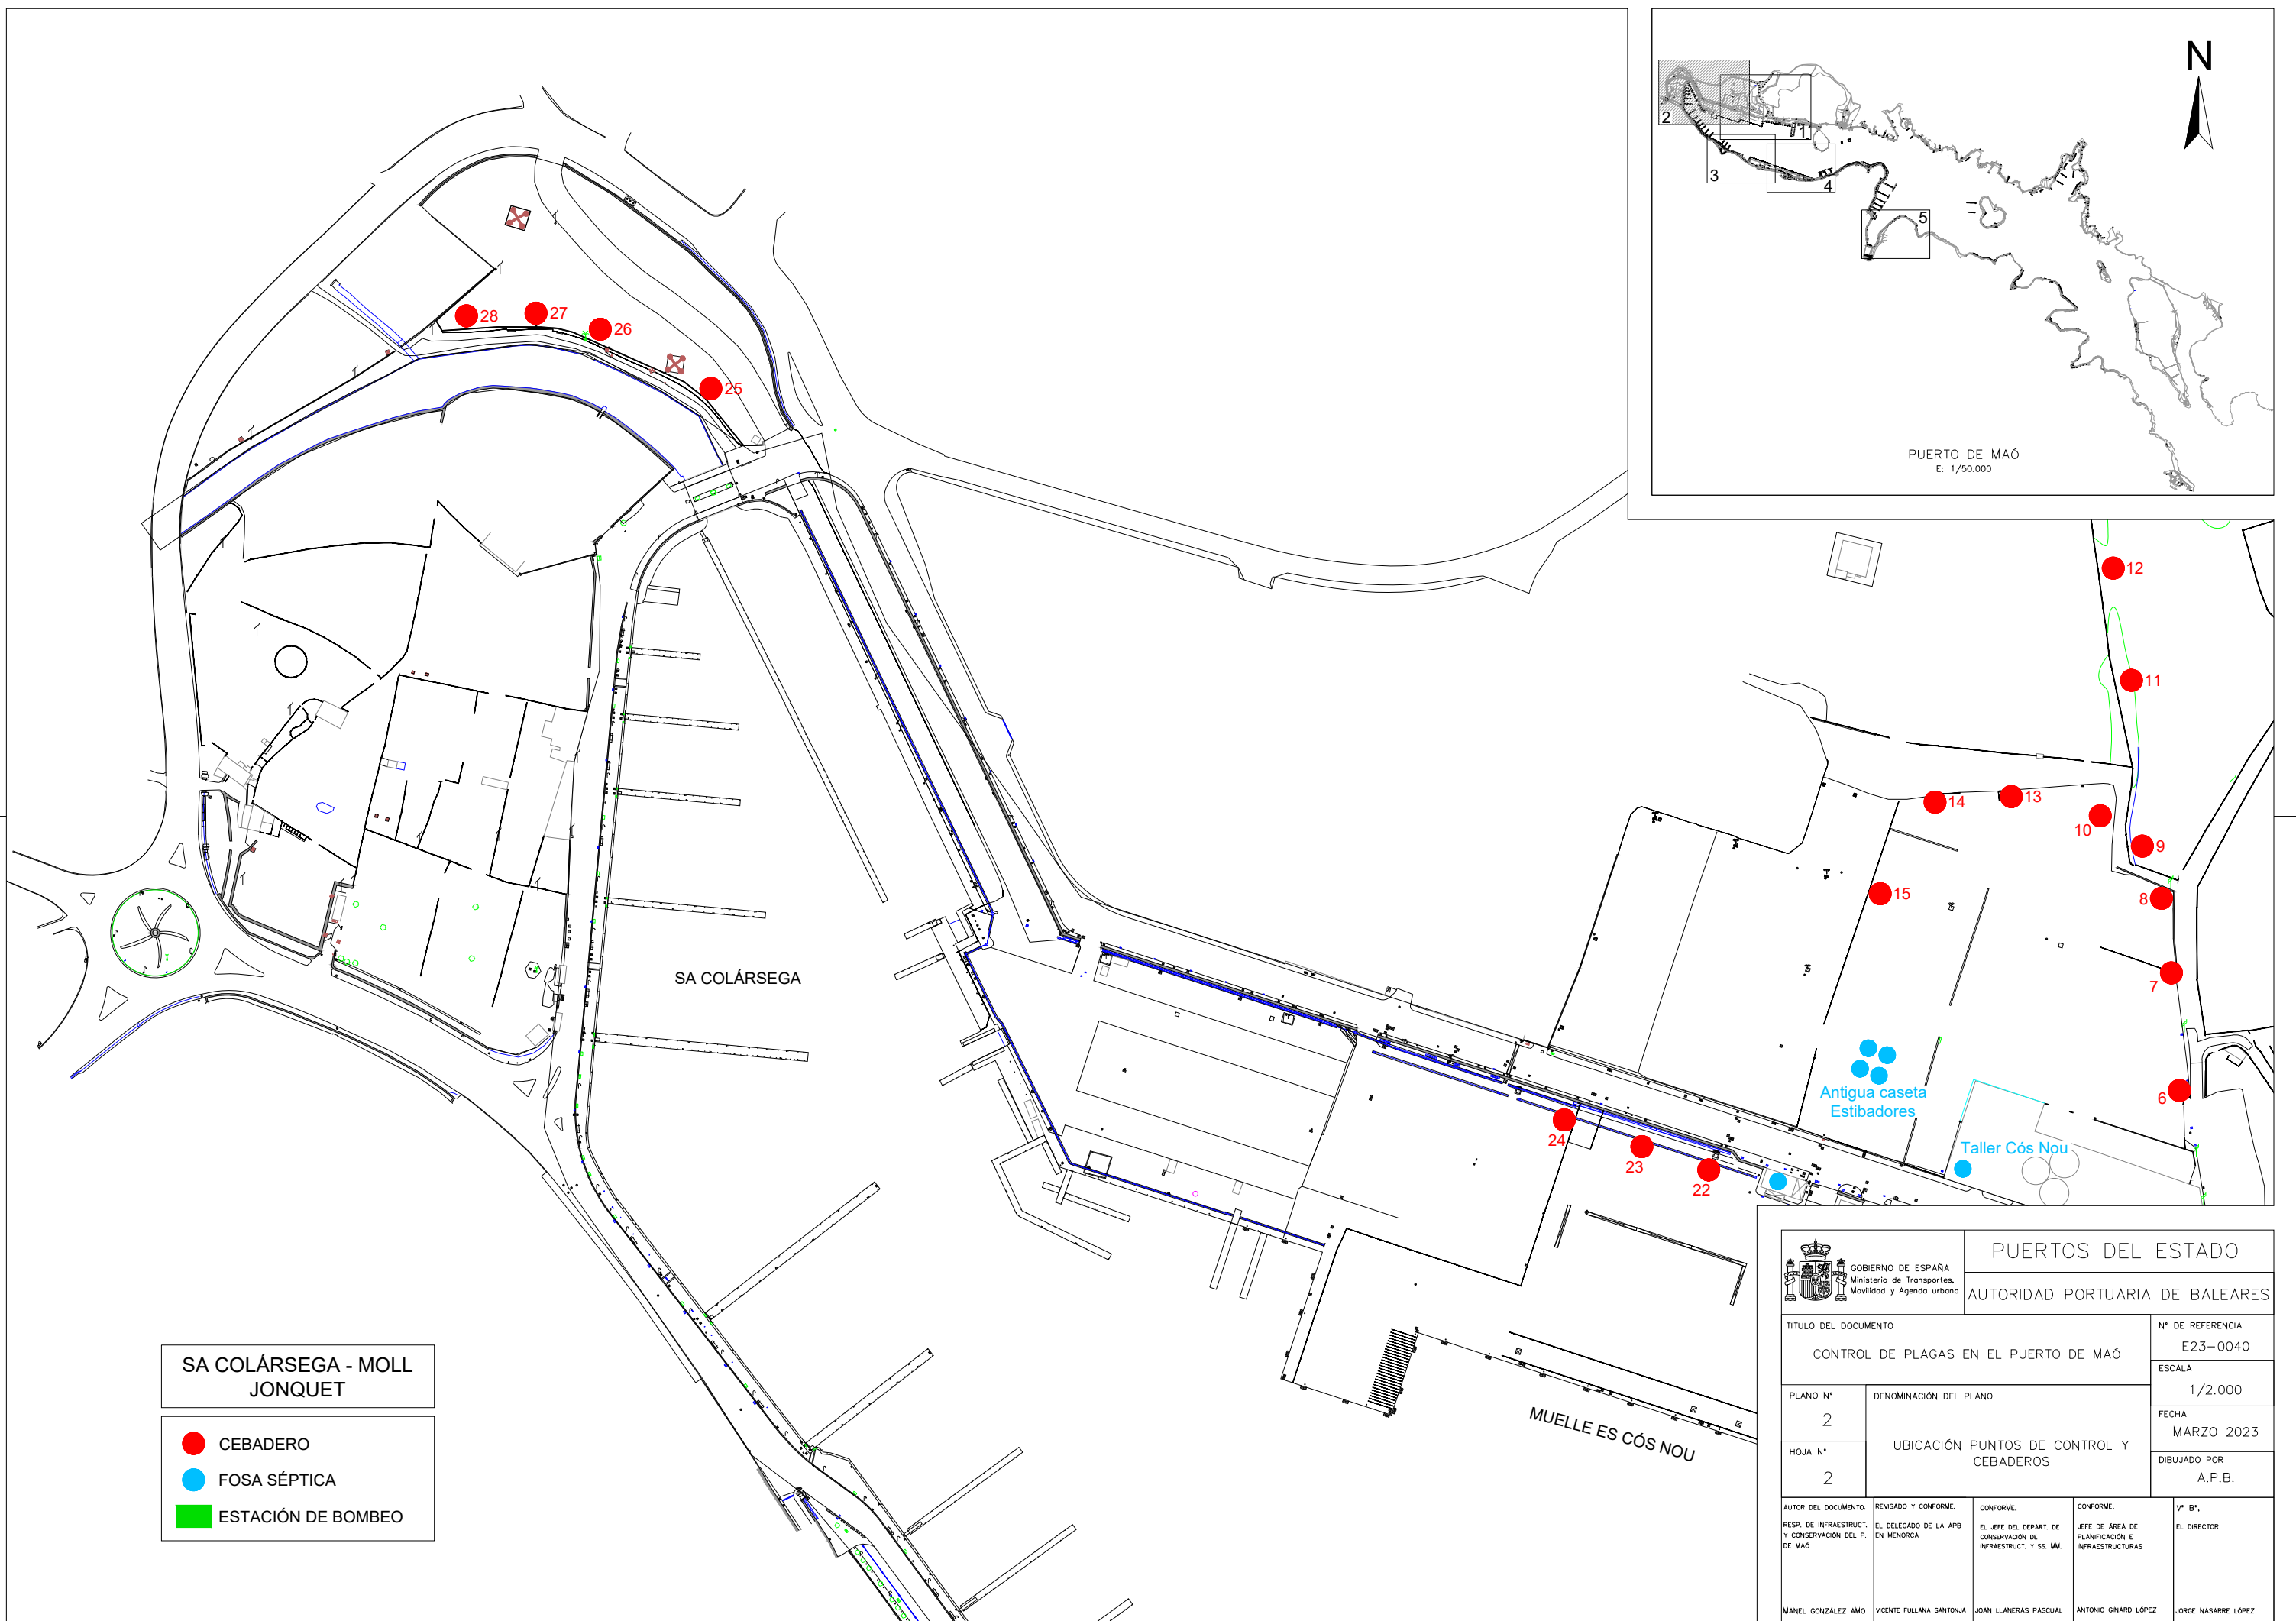 N
2
1
3
4
5
PUERTO DE MAÓ
E: 1/50.000
28
27
26
25
12
11
14
13
10
9
15
8
7
6
SA COLÁRSEGA
Antigua caseta
Estibadores
Taller Cós Nou
24
23
22
MUELLE ES CÓS NOU
SA COLÁRSEGA - MOLL
JONQUET
CEBADERO
FOSA SÉPTICA
ESTACIÓN DE BOMBEO
GOBIERNO DE ESPAÑA
Ministerio de Transportes,
Movilidad y Agenda urbana
PUERTOS DEL ESTADO
AUTORIDAD PORTUARIA DE BALEARES
TÍTULO DEL DOCUMENTO
CONTROL DE PLAGAS EN EL PUERTO DE MAÓ
Nº DE REFERENCIA
E23-0040
ESCALA
1/2.000
PLANO Nº
2
DENOMINACIÓN DEL PLANO
UBICACIÓN PUNTOS DE CONTROL Y
CEBADEROS
FECHA
MARZO 2023
HOJA Nº
2
DIBUJADO POR
A.P.B.
AUTOR DEL DOCUMENTO.
RESP. DE INFRAESTRUCT.
Y CONSERVACIÓN DEL P.
DE MAÓ
MANEL GONZÁLEZ AMO
REVISADO Y CONFORME.
EL DELEGADO DE LA APB
EN MENORCA
VICENTE FULLANA SANTONJA
CONFORME.
EL JEFE DEL DEPART. DE
CONSERVACIÓN DE
INFRAESTRUCT. Y SS. MM.
JOAN LLANERAS PASCUAL
CONFORME.
JEFE DE ÁREA DE
PLANIFICACIÓN E
INFRAESTRUCTURAS
ANTONIO GINARD LÓPEZ
Vº Bº.
EL DIRECTOR
JORGE NASARRE LÓPEZ